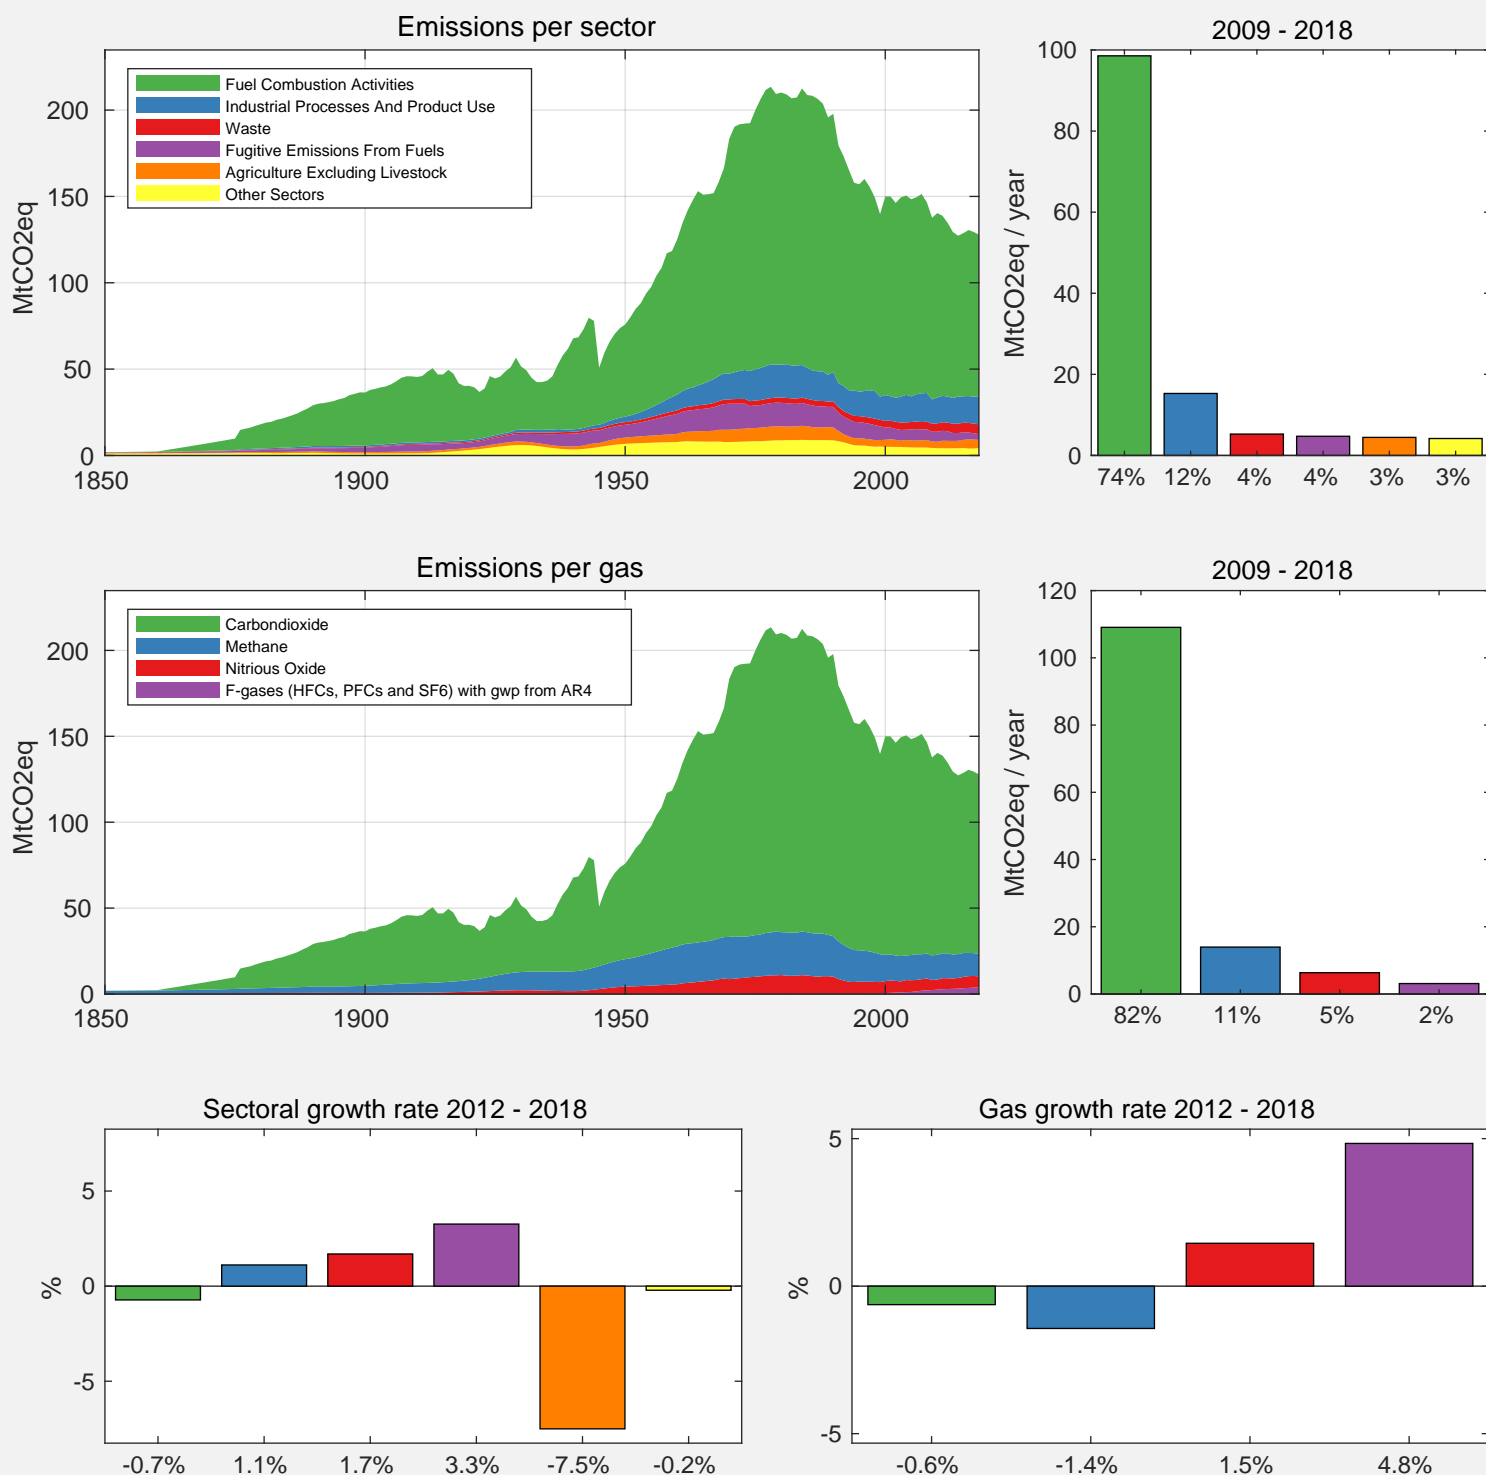 Emissions per sector
MtCO2eq
200
150
100
50
0
1850
1900
1950
2000
Fuel Combustion Activities
Industrial Processes And Product Use
Waste
Fugitive Emissions From Fuels
Agriculture Excluding Livestock
Other Sectors
2009 - 2018
MtCO2eq / year
100
80
60
40
20
0
74%
12%
4%
4%
3%
3%
Emissions per gas
MtCO2eq
200
150
100
50
0
1850
1900
1950
2000
Carbondioxide
Methane
Nitrious Oxide
F-gases (HFCs, PFCs and SF6) with gwp from AR4
2009 - 2018
MtCO2eq / year
120
100
80
60
40
20
0
82%
11%
5%
2%
Sectoral growth rate 2012 - 2018
%
5
0
-5
-0.7%
1.1%
1.7%
3.3%
-7.5%
-0.2%
Gas growth rate 2012 - 2018
%
5
0
-5
-0.6%
-1.4%
1.5%
4.8%